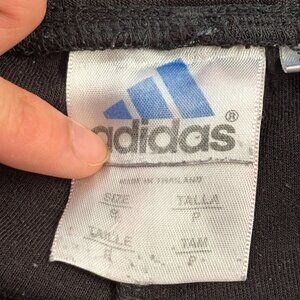 adidas®
MADE IN THAILAND
SIZE TALLA
S P
TAILLE TAM
P P